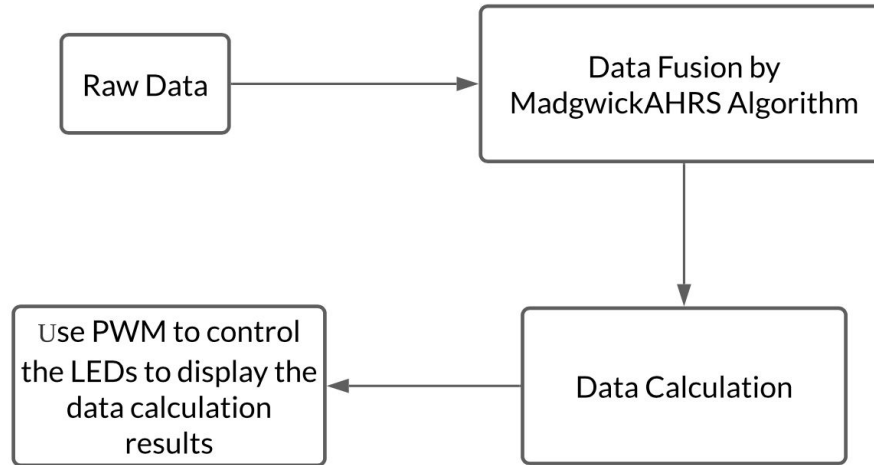 Raw Data
Data Fusion by
MadgwickAHRS Algorithm
Data Calculation
Use PWM to control
the LEDs to display the
data calculation
results